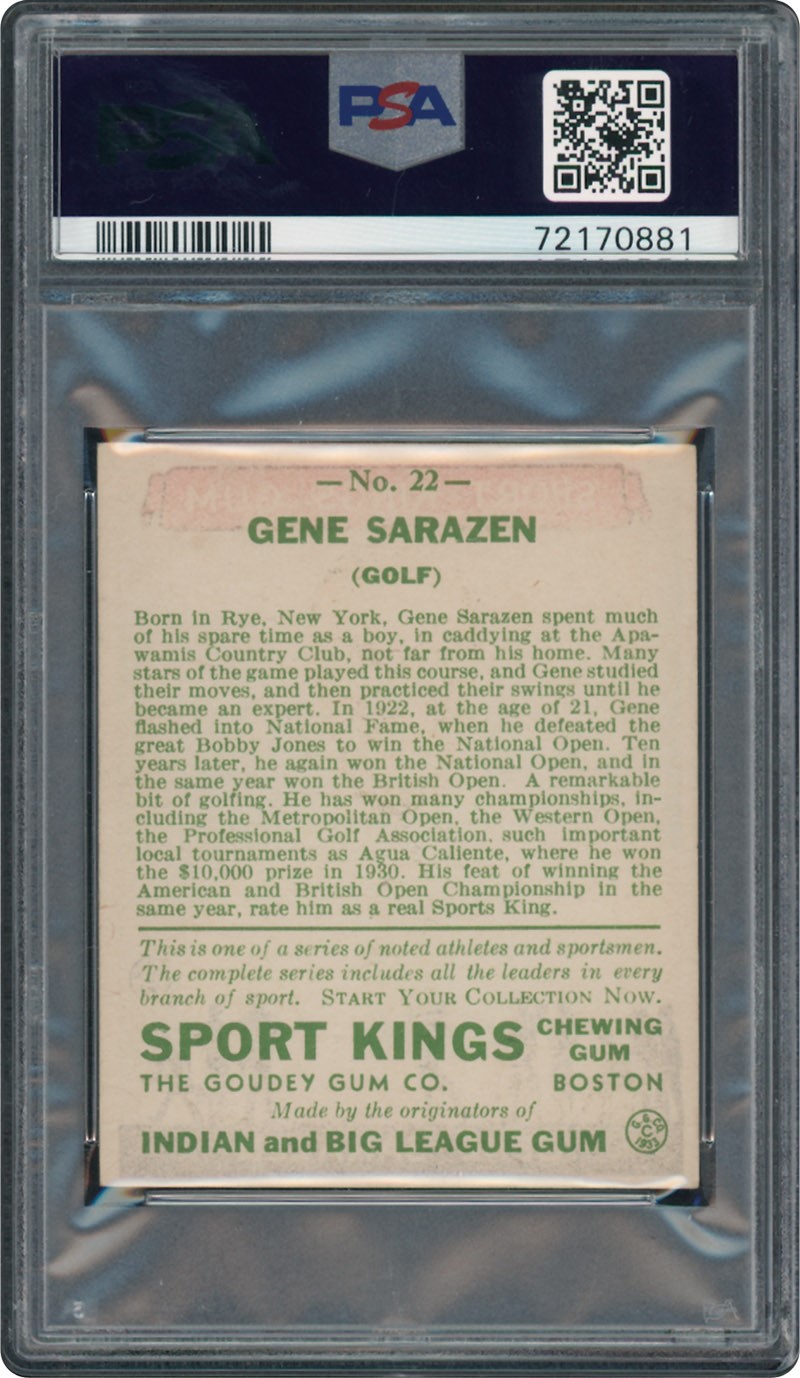 PSA
72170881
— No. 22 —
GENE SARAZEN
(GOLF)
Born in Rye, New York, Gene Sarazen spent much
of his spare time as a boy, in caddying at the Apa-
wamis Country Club, not far from his home. Many
stars of the game played this course, and Gene studied
their moves, and then practiced their swings until he
became an expert. In 1922, at the age of 21, Gene
flashed into National Fame, when he defeated the
great Bobby Jones to win the National Open. Ten
years later, he again won the National Open, and in
the same year won the British Open. A remarkable
bit of golfing. He has won many championships, in-
cluding the Metropolitan Open, the Western Open,
the Professional Golf Association, such important
local tournaments as Agua Caliente, where he won
the $10,000 prize in 1930. His feat of winning the
American and British Open Championship in the
same year, rate him as a real Sports King.
This is one of a series of noted athletes and sportsmen.
The complete series includes all the leaders in every
branch of sport. START YOUR COLLECTION NOW.
SPORT KINGS CHEWING GUM
THE GOUDEY GUM CO. BOSTON
Made by the originators of
INDIAN and BIG LEAGUE GUM
G. G. CO.
C
1933